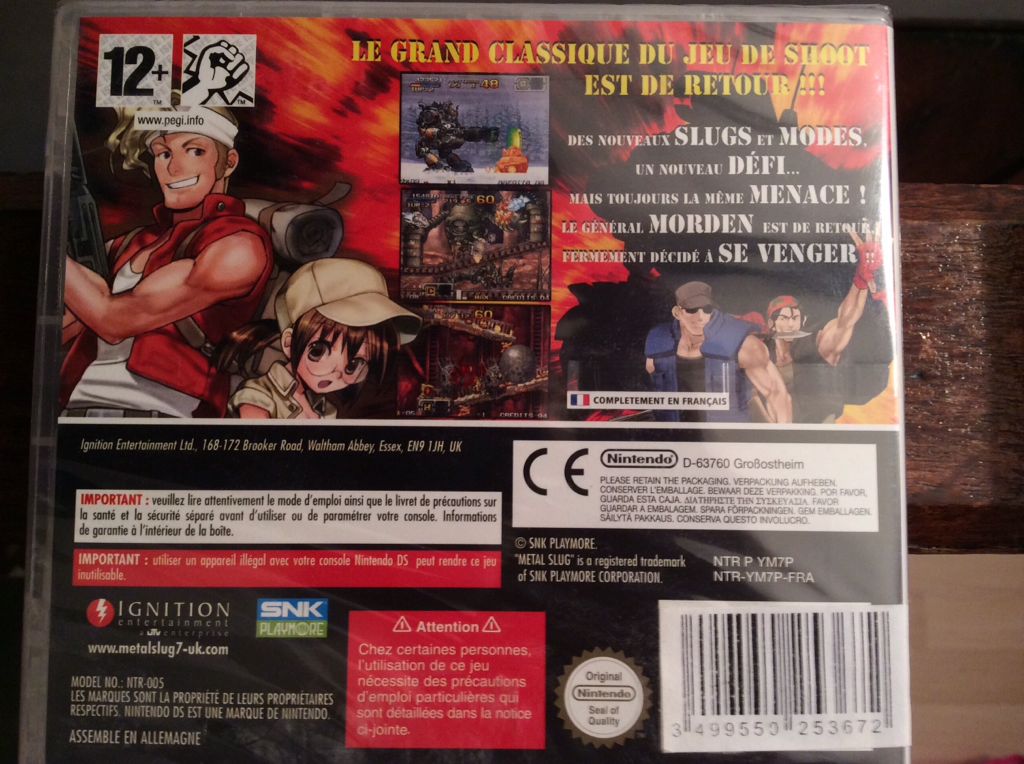 12+
www.pegi.info
LE GRAND CLASSIQUE DU JEU DE SHOOT
EST DE RETOUR !!!
DES NOUVEAUX SLUGS ET MODES,
UN NOUVEAU DÉFI...
MAIS TOUJOURS LA MÊME MENACE !
LE GÉNÉRAL MORDEN EST DE RETOUR,
FERMEMENT DÉCIDÉ À SE VENGER !!
48
60
MAX CREDITS 04
60
CREDITS 04
COMPLETEMENT EN FRANÇAIS
Ignition Entertainment Ltd., 168-172 Brooker Road, Waltham Abbey, Essex, EN9 1JH, UK
IMPORTANT : veuillez lire attentivement le mode d'emploi ainsi que le livret de précautions sur
la santé et la sécurité séparé avant d'utiliser ou de paramétrer votre console. Informations
de garantie à l'intérieur de la boîte.
IMPORTANT : utiliser un appareil illégal avec votre console Nintendo DS peut rendre ce jeu
inutilisable.
CE
Nintendo D-63760 Großostheim
PLEASE RETAIN THE PACKAGING. VERPACKUNG AUFHEBEN.
CONSERVER L'EMBALLAGE. BEWAAR DEZE VERPAKKING. POR FAVOR,
GUARDA ESTA CAJA. ΔΙΑΤΗΡΗΣΤΕ ΤΗΝ ΣΥΣΚΕΥΑΣΙΑ. FAVOR
GUARDAR A EMBALAGEM. SPARA FÖRPACKNINGEN. GEM EMBALLAGEN.
SÄILYTÄ PAKKAUS. CONSERVA QUESTO INVOLUCRO.
© SNK PLAYMORE.
"METAL SLUG" is a registered trademark
of SNK PLAYMORE CORPORATION.
NTR P YM7P
NTR-YM7P-FRA
IGNITION
entertainment
a utv enterprise
SNK
PLAYMORE
www.metalslug7-uk.com
MODEL NO.: NTR-005
LES MARQUES SONT LA PROPRIÉTÉ DE LEURS PROPRIÉTAIRES
RESPECTIFS. NINTENDO DS EST UNE MARQUE DE NINTENDO.
ASSEMBLE EN ALLEMAGNE
Attention
Chez certaines personnes,
l'utilisation de ce jeu
nécessite des précautions
d'emploi particulières qui
sont détaillées dans la notice
ci-jointe.
Original
Nintendo
Seal of
Quality
3 499550 253672